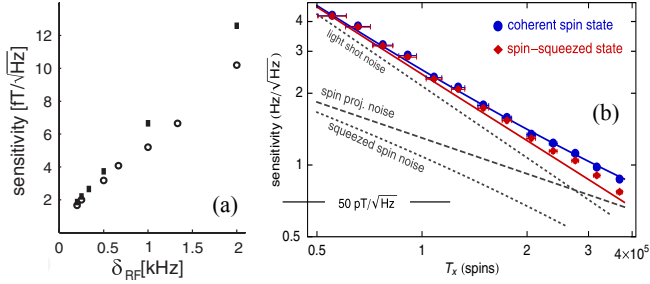 sensitivity [fT/√Hz]
12
10
8
6
4
2
0
0.5
1
1.5
2
δRF[kHz]
(a)
sensitivity (Hz/√Hz)
4
3
2
1
0.5
coherent spin state
spin−squeezed state
light shot noise
spin proj. noise
squeezed spin noise
(b)
50 pT/√Hz
0.5
1
2
3
4×10⁵
Tx (spins)